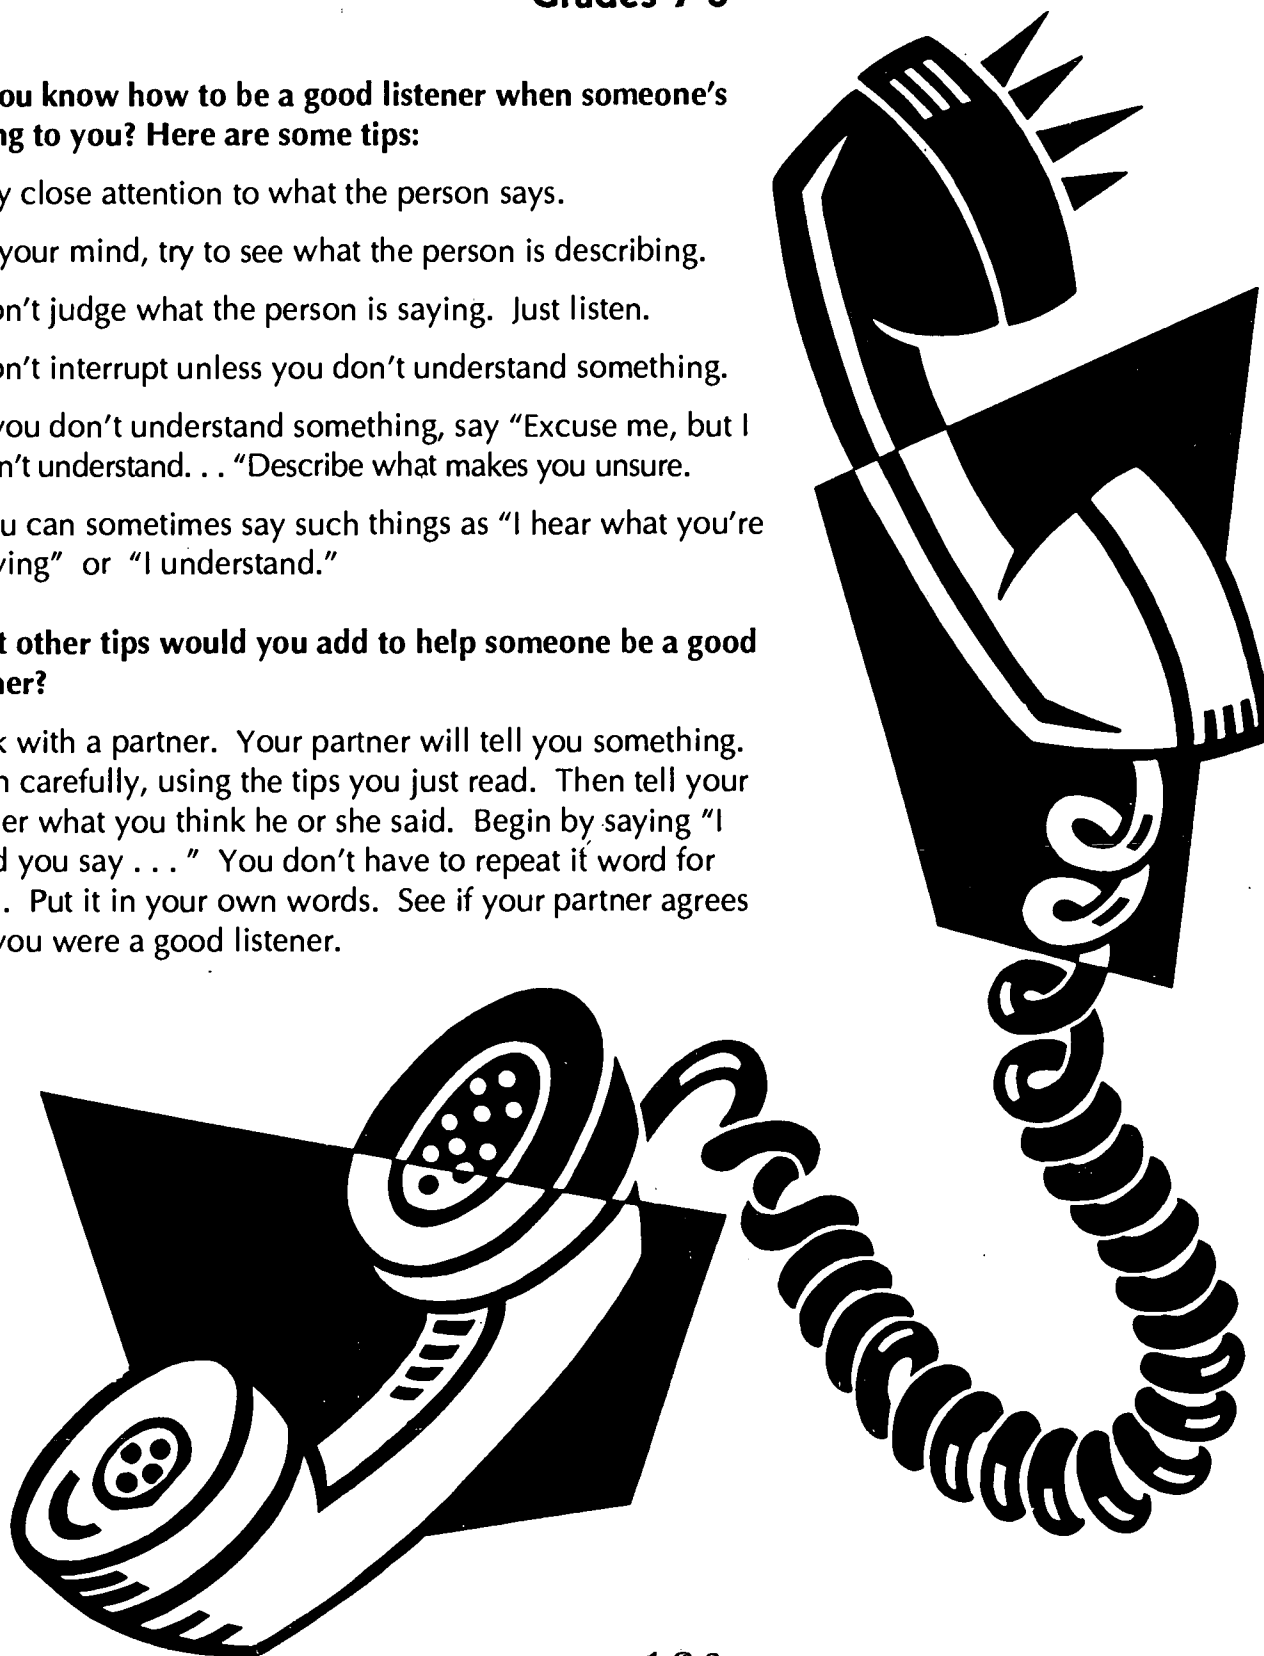 Grades 7-8
ou know how to be a good listener when someone's
ng to you? Here are some tips:
y close attention to what the person says.
your mind, try to see what the person is describing.
on't judge what the person is saying. Just listen.
on't interrupt unless you don't understand something.
you don't understand something, say "Excuse me, but I
n't understand. . . "Describe what makes you unsure.
u can sometimes say such things as "I hear what you're
ying" or "I understand."
t other tips would you add to help someone be a good
ner?
k with a partner. Your partner will tell you something.
n carefully, using the tips you just read. Then tell your
er what you think he or she said. Begin by saying "I
d you say . . . " You don't have to repeat it word for
. Put it in your own words. See if your partner agrees
you were a good listener.